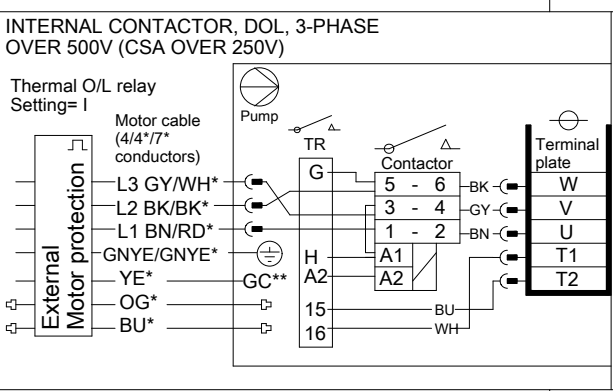 INTERNAL CONTACTOR, DOL, 3-PHASE
OVER 500V (CSA OVER 250V)
Thermal O/L relay
Setting= I
Motor cable
(4/4*/7*
conductors)
External
Motor protection
L3 GY/WH*
L2 BK/BK*
L1 BN/RD*
GNYE/GNYE*
YE*
OG*
BU*
GC**
Pump
TR
G
H
A2
15
16
Contactor
5 - 6
3 - 4
1 - 2
A1
A2
BK
GY
BN
BU
WH
Terminal
plate
W
V
U
T1
T2